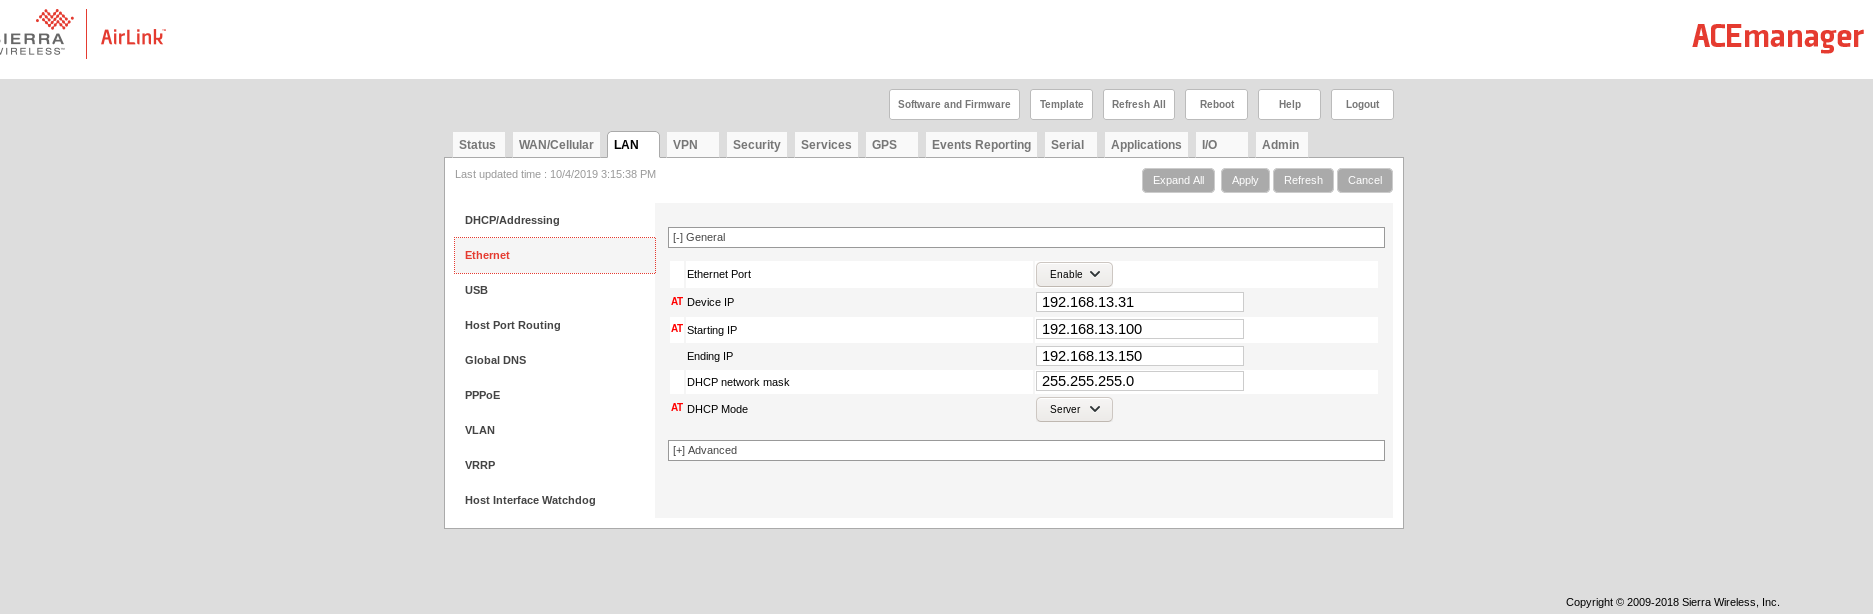 SIERRA
WIRELESS™
AirLink™
ACEmanager
Software and Firmware Template Refresh All Reboot Help Logout
Status WAN/Cellular LAN VPN Security Services GPS Events Reporting Serial Applications I/O Admin
Last updated time : 10/4/2019 3:15:38 PM
Expand All Apply Refresh Cancel
DHCP/Addressing
Ethernet
USB
Host Port Routing
Global DNS
PPPoE
VLAN
VRRP
Host Interface Watchdog
[-] General
Ethernet Port Enable
AT Device IP 192.168.13.31
AT Starting IP 192.168.13.100
Ending IP 192.168.13.150
DHCP network mask 255.255.255.0
AT DHCP Mode Server
[+] Advanced
Copyright © 2009-2018 Sierra Wireless, Inc.